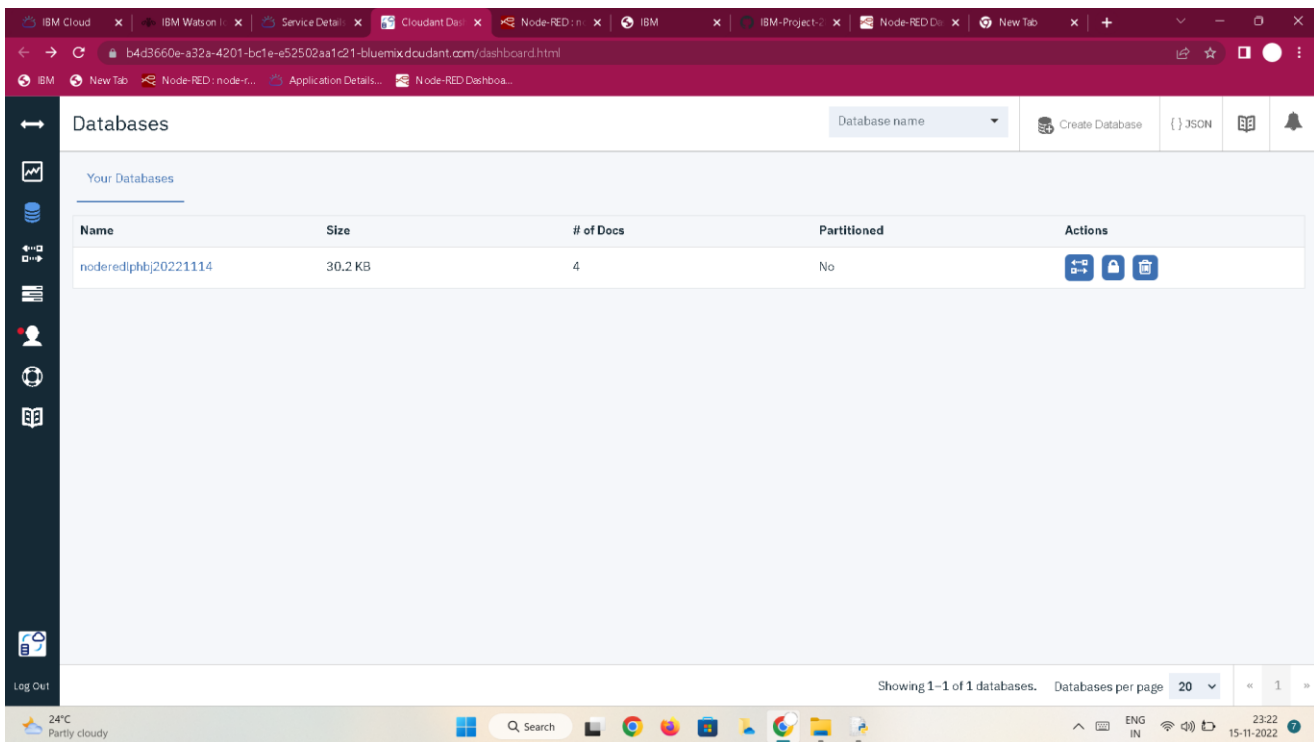 IBM Cloud IBM Watson Io Service Details Cloudant Dash Node-RED : no IBM IBM-Project-2 Node-RED Da New Tab
b4d3660e-a32a-4201-bc1e-e52502aa1c21-bluemix.cloudant.com/dashboard.html
IBM New Tab Node-RED : node-r... Application Details... Node-RED Dashboa...
Databases
Database name
Create Database
{ } JSON
Your Databases
Name Size # of Docs Partitioned Actions
noderedlphbj20221114 30.2 KB 4 No
Log Out
Showing 1–1 of 1 databases. Databases per page 20 « 1 »
24°C
Partly cloudy
Search
ENG
IN
23:22
15-11-2022
7